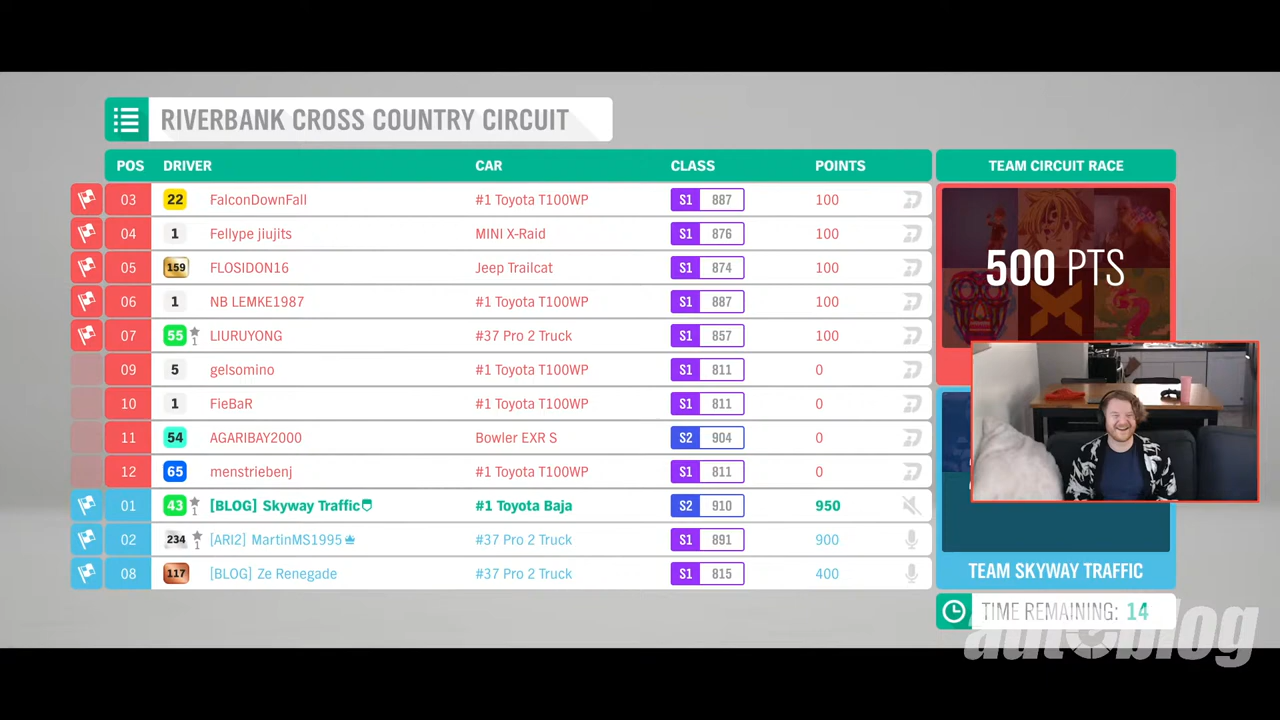 RIVERBANK CROSS COUNTRY CIRCUIT
POS DRIVER CAR CLASS POINTS TEAM CIRCUIT RACE
03 22 FalconDownFall #1 Toyota T100WP S1 887 100
04 1 Fellype jiujits MINI X-Raid S1 876 100
05 159 FLOSIDON16 Jeep Trailcat S1 874 100
06 1 NB LEMKE1987 #1 Toyota T100WP S1 887 100
07 55 1 LIURUYONG #37 Pro 2 Truck S1 857 100
09 5 gelsomino #1 Toyota T100WP S1 811 0
10 1 FieBaR #1 Toyota T100WP S1 811 0
11 54 AGARIBAY2000 Bowler EXR S S2 904 0
12 65 menstriebenj #1 Toyota T100WP S1 811 0
01 43 1 [BLOG] Skyway Traffic #1 Toyota Baja S2 910 950
02 234 1 [ARI2] MartinMS1995 #37 Pro 2 Truck S1 891 900
08 117 [BLOG] Ze Renegade #37 Pro 2 Truck S1 815 400
500 PTS
TEAM SKYWAY TRAFFIC
TIME REMAINING: 14
autoblog